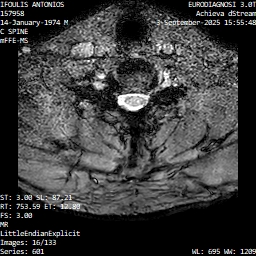 IFOULIS ANTONIOS
157958
14-January-1974 M
C SPINE
mFFE-MS
EURODIAGNOSI 3.0T
Achieva dStream
3-September-2025 15:55:48
ST: 3.00 SL: 87.21
RT: 753.59 ET: 12.80
FS: 3.00
MR
LittleEndianExplicit
Images: 16/133
Series: 601
WL: 695 WW: 1209